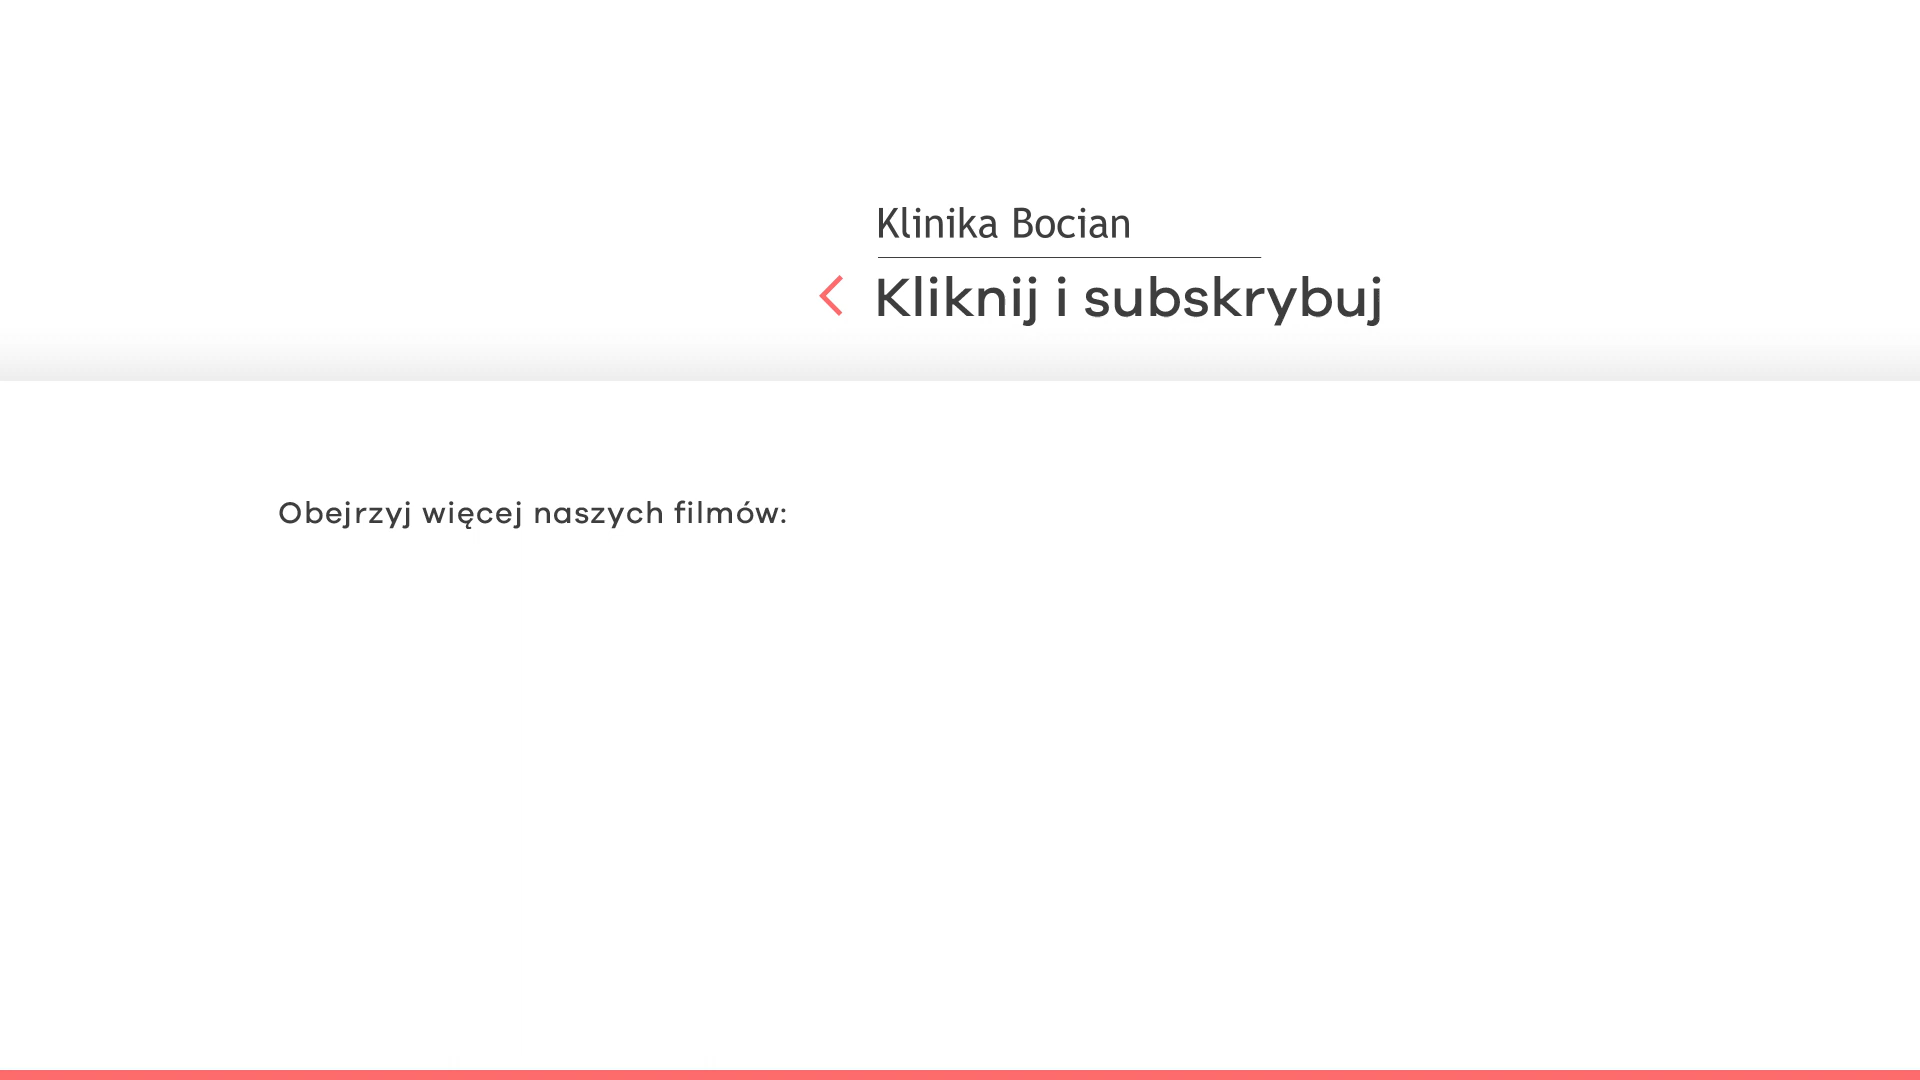 Klinika Bocian
Kliknij i subskrybuj
Obejrzyj więcej naszych filmów: